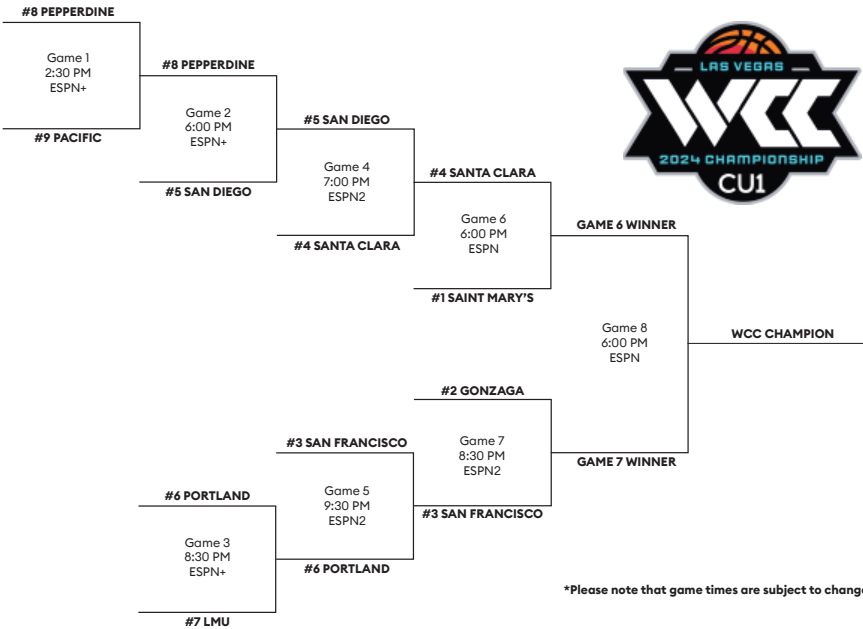 #8 PEPPERDINE
Game 1
2:30 PM
ESPN+
#9 PACIFIC
#8 PEPPERDINE
Game 2
6:00 PM
ESPN+
#5 SAN DIEGO
#5 SAN DIEGO
Game 4
7:00 PM
ESPN2
#4 SANTA CLARA
#4 SANTA CLARA
Game 6
6:00 PM
ESPN
#1 SAINT MARY'S
GAME 6 WINNER
Game 8
6:00 PM
ESPN
GAME 7 WINNER
WCC CHAMPION
#2 GONZAGA
Game 7
8:30 PM
ESPN2
#3 SAN FRANCISCO
#3 SAN FRANCISCO
Game 5
9:30 PM
ESPN2
#6 PORTLAND
#6 PORTLAND
Game 3
8:30 PM
ESPN+
#7 LMU
LAS VEGAS
WCC
2024 CHAMPIONSHIP
CU1
*Please note that game times are subject to change